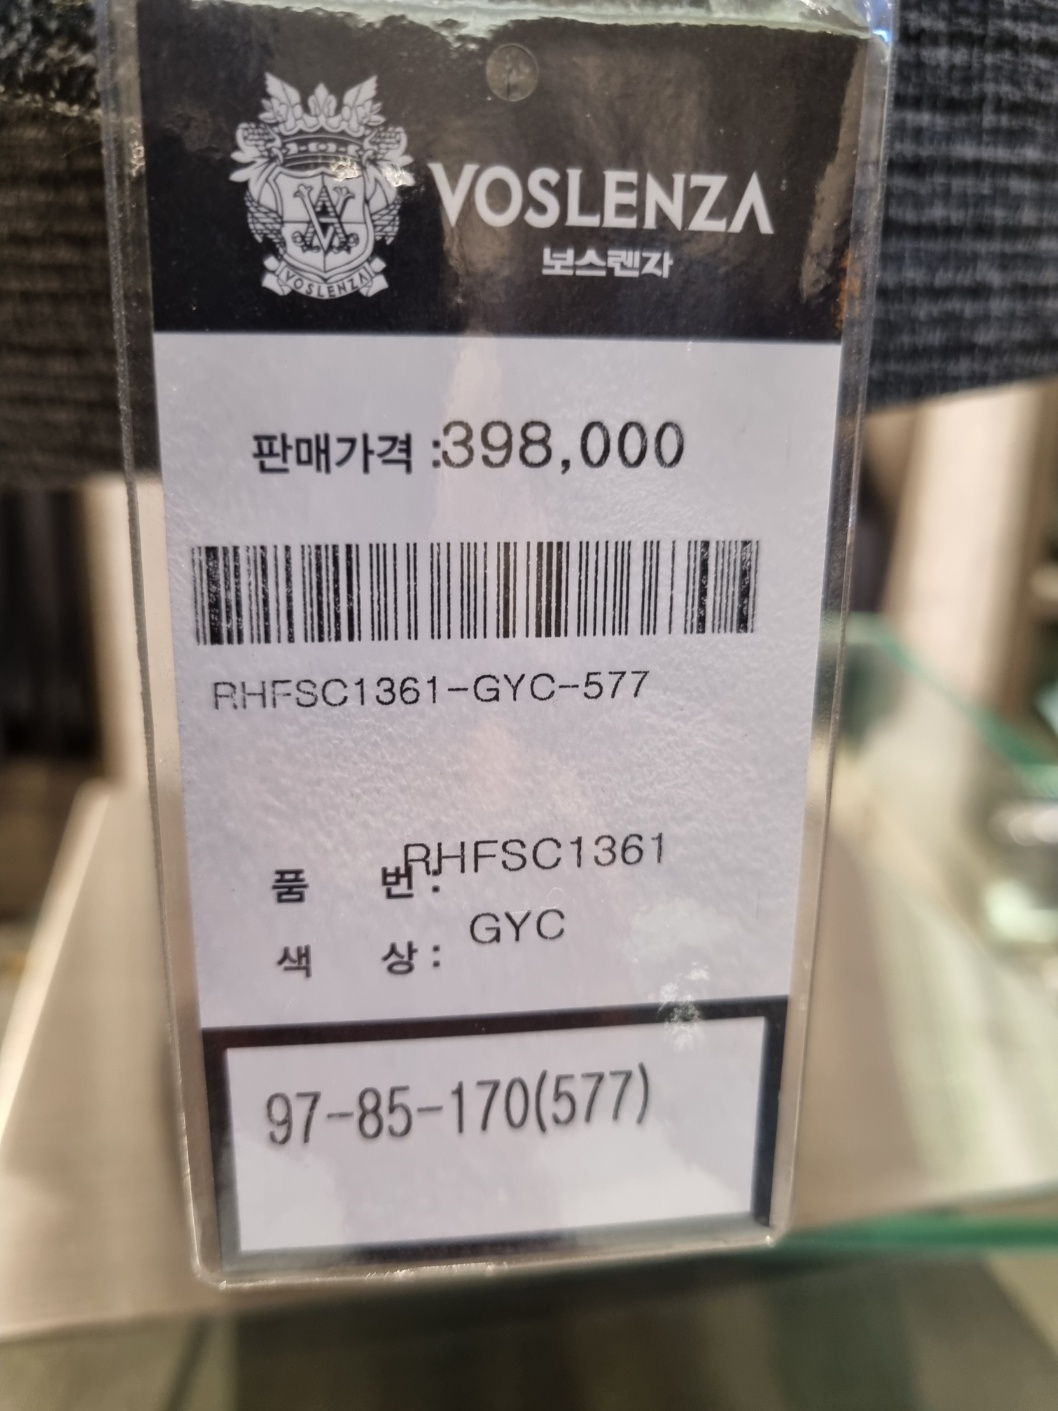 VOSLENZA
VOSLENZA
보스렌자
판매가격 :398,000
RHFSC1361-GYC-577
품 번 : RHFSC1361
색 상 : GYC
97-85-170(577)